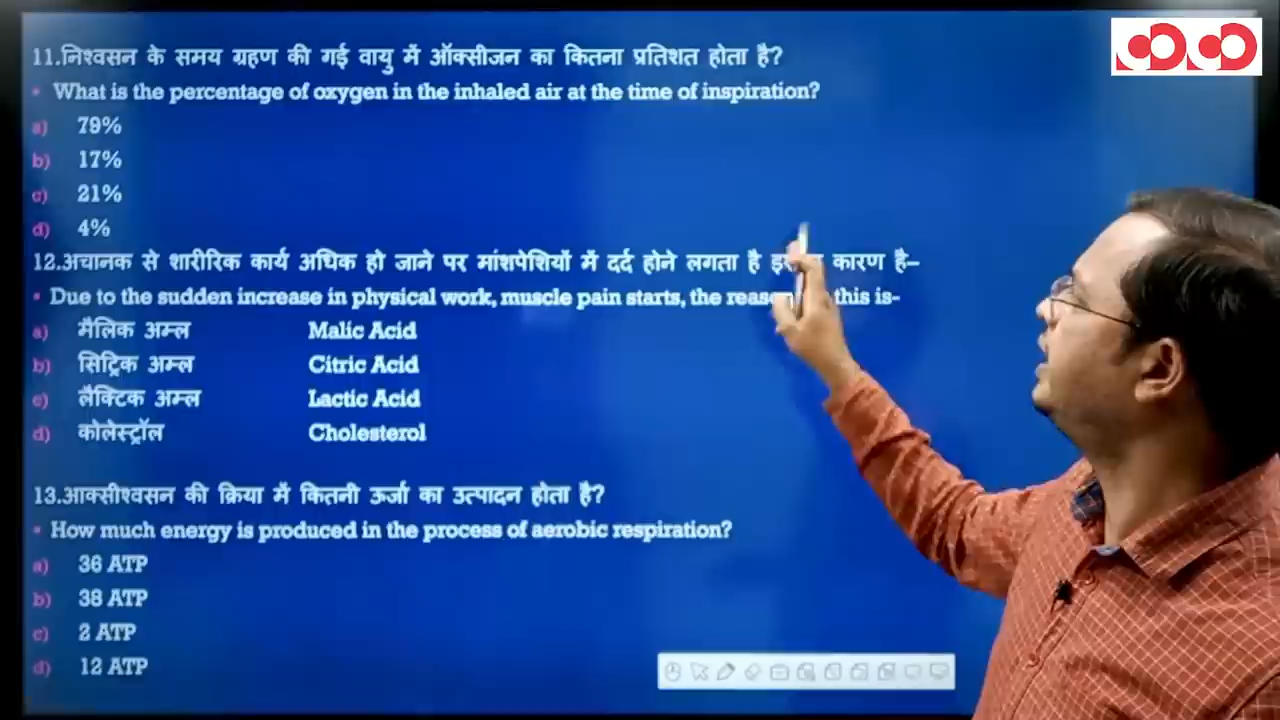 11.निश्वसन के समय ग्रहण की गई वायु में ऑक्सीजन का कितना प्रतिशत होता है?
• What is the percentage of oxygen in the inhaled air at the time of inspiration?
a) 79%
b) 17%
c) 21%
d) 4%
12.अचानक से शारीरिक कार्य अधिक हो जाने पर मांशपेशियों में दर्द होने लगता है कारण है–
• Due to the sudden increase in physical work, muscle pain starts, the this is-
a) मैलिक अम्ल Malic Acid
b) सिट्रिक अम्ल Citric Acid
c) लैक्टिक अम्ल Lactic Acid
d) कोलेस्ट्रॉल Cholesterol
13.आक्सीश्वसन की क्रिया में कितनी ऊर्जा का उत्पादन होता है?
• How much energy is produced in the process of aerobic respiration?
a) 36 ATP
b) 38 ATP
c) 2 ATP
d) 12 ATP